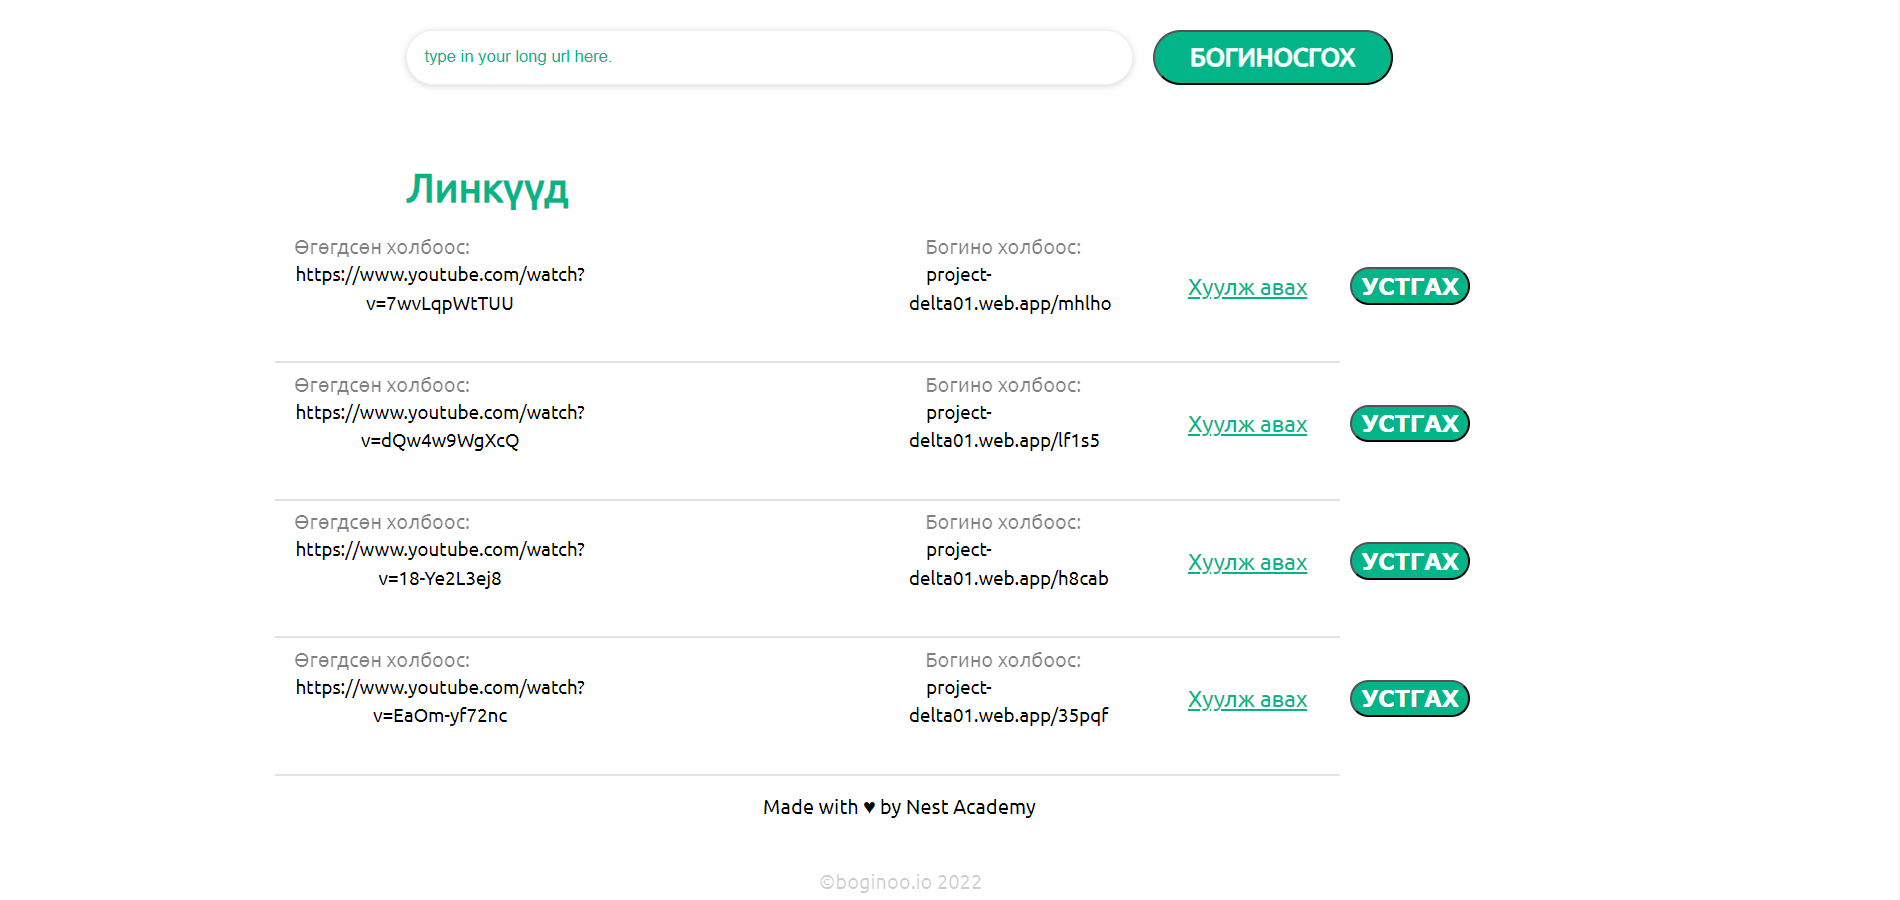 type in your long url here.
БОГИНОСГОХ
Линкүүд
Өгөгдсөн холбоос:
https://www.youtube.com/watch?
v=7wvLqpWtTUU
Богино холбоос:
project-
delta01.web.app/mhlho
Хуулж авах
УСТГАХ
Өгөгдсөн холбоос:
https://www.youtube.com/watch?
v=dQw4w9WgXcQ
Богино холбоос:
project-
delta01.web.app/lf1s5
Хуулж авах
УСТГАХ
Өгөгдсөн холбоос:
https://www.youtube.com/watch?
v=18-Ye2L3ej8
Богино холбоос:
project-
delta01.web.app/h8cab
Хуулж авах
УСТГАХ
Өгөгдсөн холбоос:
https://www.youtube.com/watch?
v=EaOm-yf72nc
Богино холбоос:
project-
delta01.web.app/35pqf
Хуулж авах
УСТГАХ
Made with ♥ by Nest Academy
©boginoo.io 2022